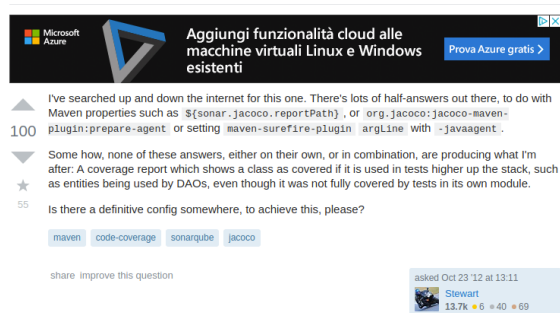 Microsoft
Azure
Aggiungi funzionalità cloud alle
macchine virtuali Linux e Windows
esistenti
Prova Azure gratis >
I've searched up and down the internet for this one. There's lots of half-answers out there, to do with
Maven properties such as ${sonar.jacoco.reportPath}, or org.jacoco:jacoco-maven-
plugin:prepare-agent or setting maven-surefire-plugin argLine with -javaagent.
100
Some how, none of these answers, either on their own, or in combination, are producing what I'm
after: A coverage report which shows a class as covered if it is used in tests higher up the stack, such
as entities being used by DAOs, even though it was not fully covered by tests in its own module.
55
Is there a definitive config somewhere, to achieve this, please?
maven code-coverage sonarqube jacoco
share improve this question
asked Oct 23 '12 at 13:11
Stewart
13.7k ●6 ●40 ●69